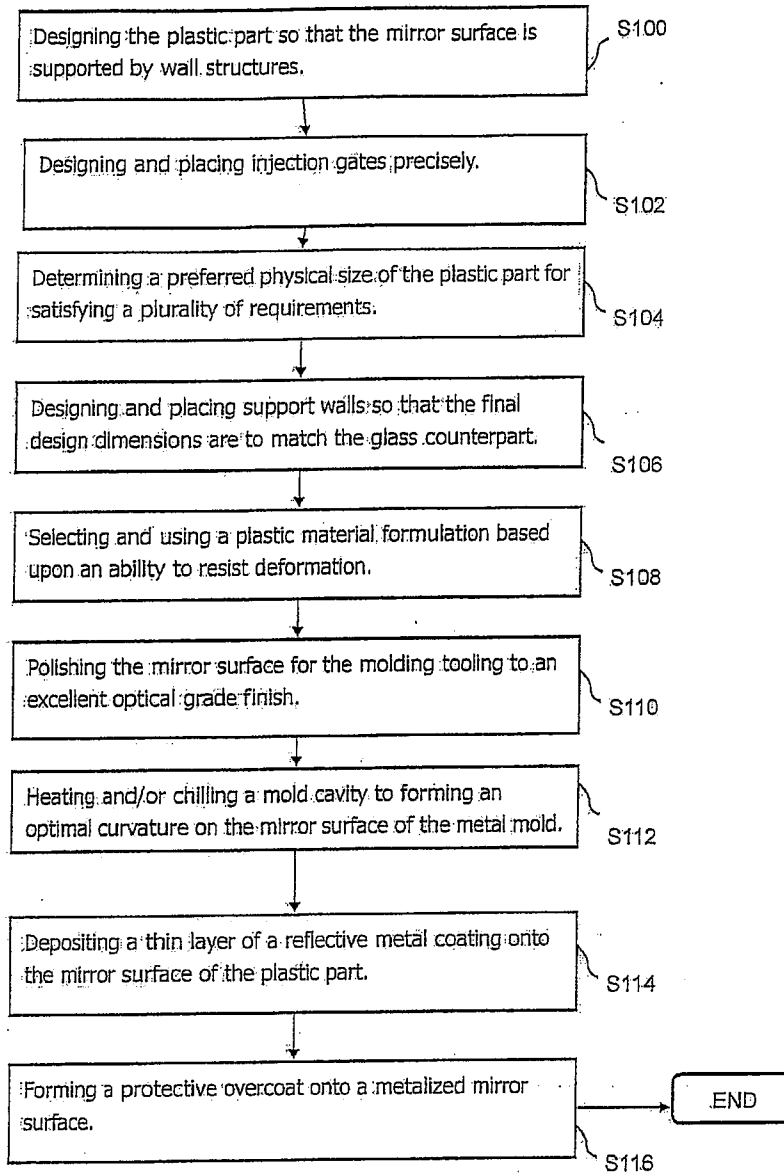 Designing the plastic part so that the mirror surface is
supported by wall structures.
S100
Designing and placing injection gates precisely.
S102
Determining a preferred physical size of the plastic part for
satisfying a plurality of requirements.
S104
Designing and placing support walls so that the final
design dimensions are to match the glass counterpart.
S106
Selecting and using a plastic material formulation based
upon an ability to resist deformation.
S108
Polishing the mirror surface for the molding tooling to an
excellent optical grade finish.
S110
Heating and/or chilling a mold cavity to forming an
optimal curvature on the mirror surface of the metal mold.
S112
Depositing a thin layer of a reflective metal coating onto
the mirror surface of the plastic part.
S114
Forming a protective overcoat onto a metalized mirror
surface.
S116
END